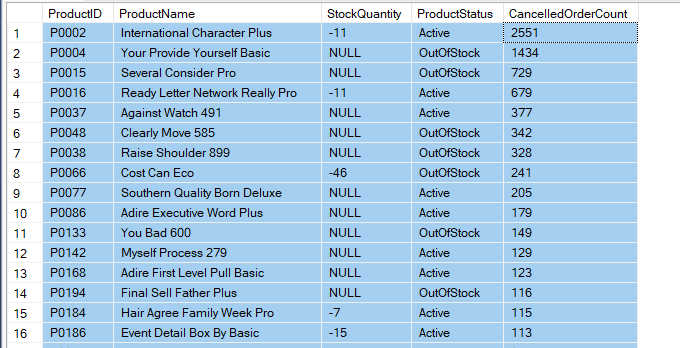 ProductID ProductName StockQuantity ProductStatus CancelledOrderCount
1 P0002 International Character Plus -11 Active 2551
2 P0004 Your Provide Yourself Basic NULL OutOfStock 1434
3 P0015 Several Consider Pro NULL OutOfStock 729
4 P0016 Ready Letter Network Really Pro -11 Active 679
5 P0037 Against Watch 491 NULL Active 377
6 P0048 Clearly Move 585 NULL OutOfStock 342
7 P0038 Raise Shoulder 899 NULL OutOfStock 328
8 P0066 Cost Can Eco -46 OutOfStock 241
9 P0077 Southern Quality Born Deluxe NULL Active 205
10 P0086 Adire Executive Word Plus NULL Active 179
11 P0133 You Bad 600 NULL OutOfStock 149
12 P0142 Myself Process 279 NULL Active 129
13 P0168 Adire First Level Pull Basic NULL Active 123
14 P0194 Final Sell Father Plus NULL OutOfStock 116
15 P0184 Hair Agree Family Week Pro -7 Active 115
16 P0186 Event Detail Box By Basic -15 Active 113